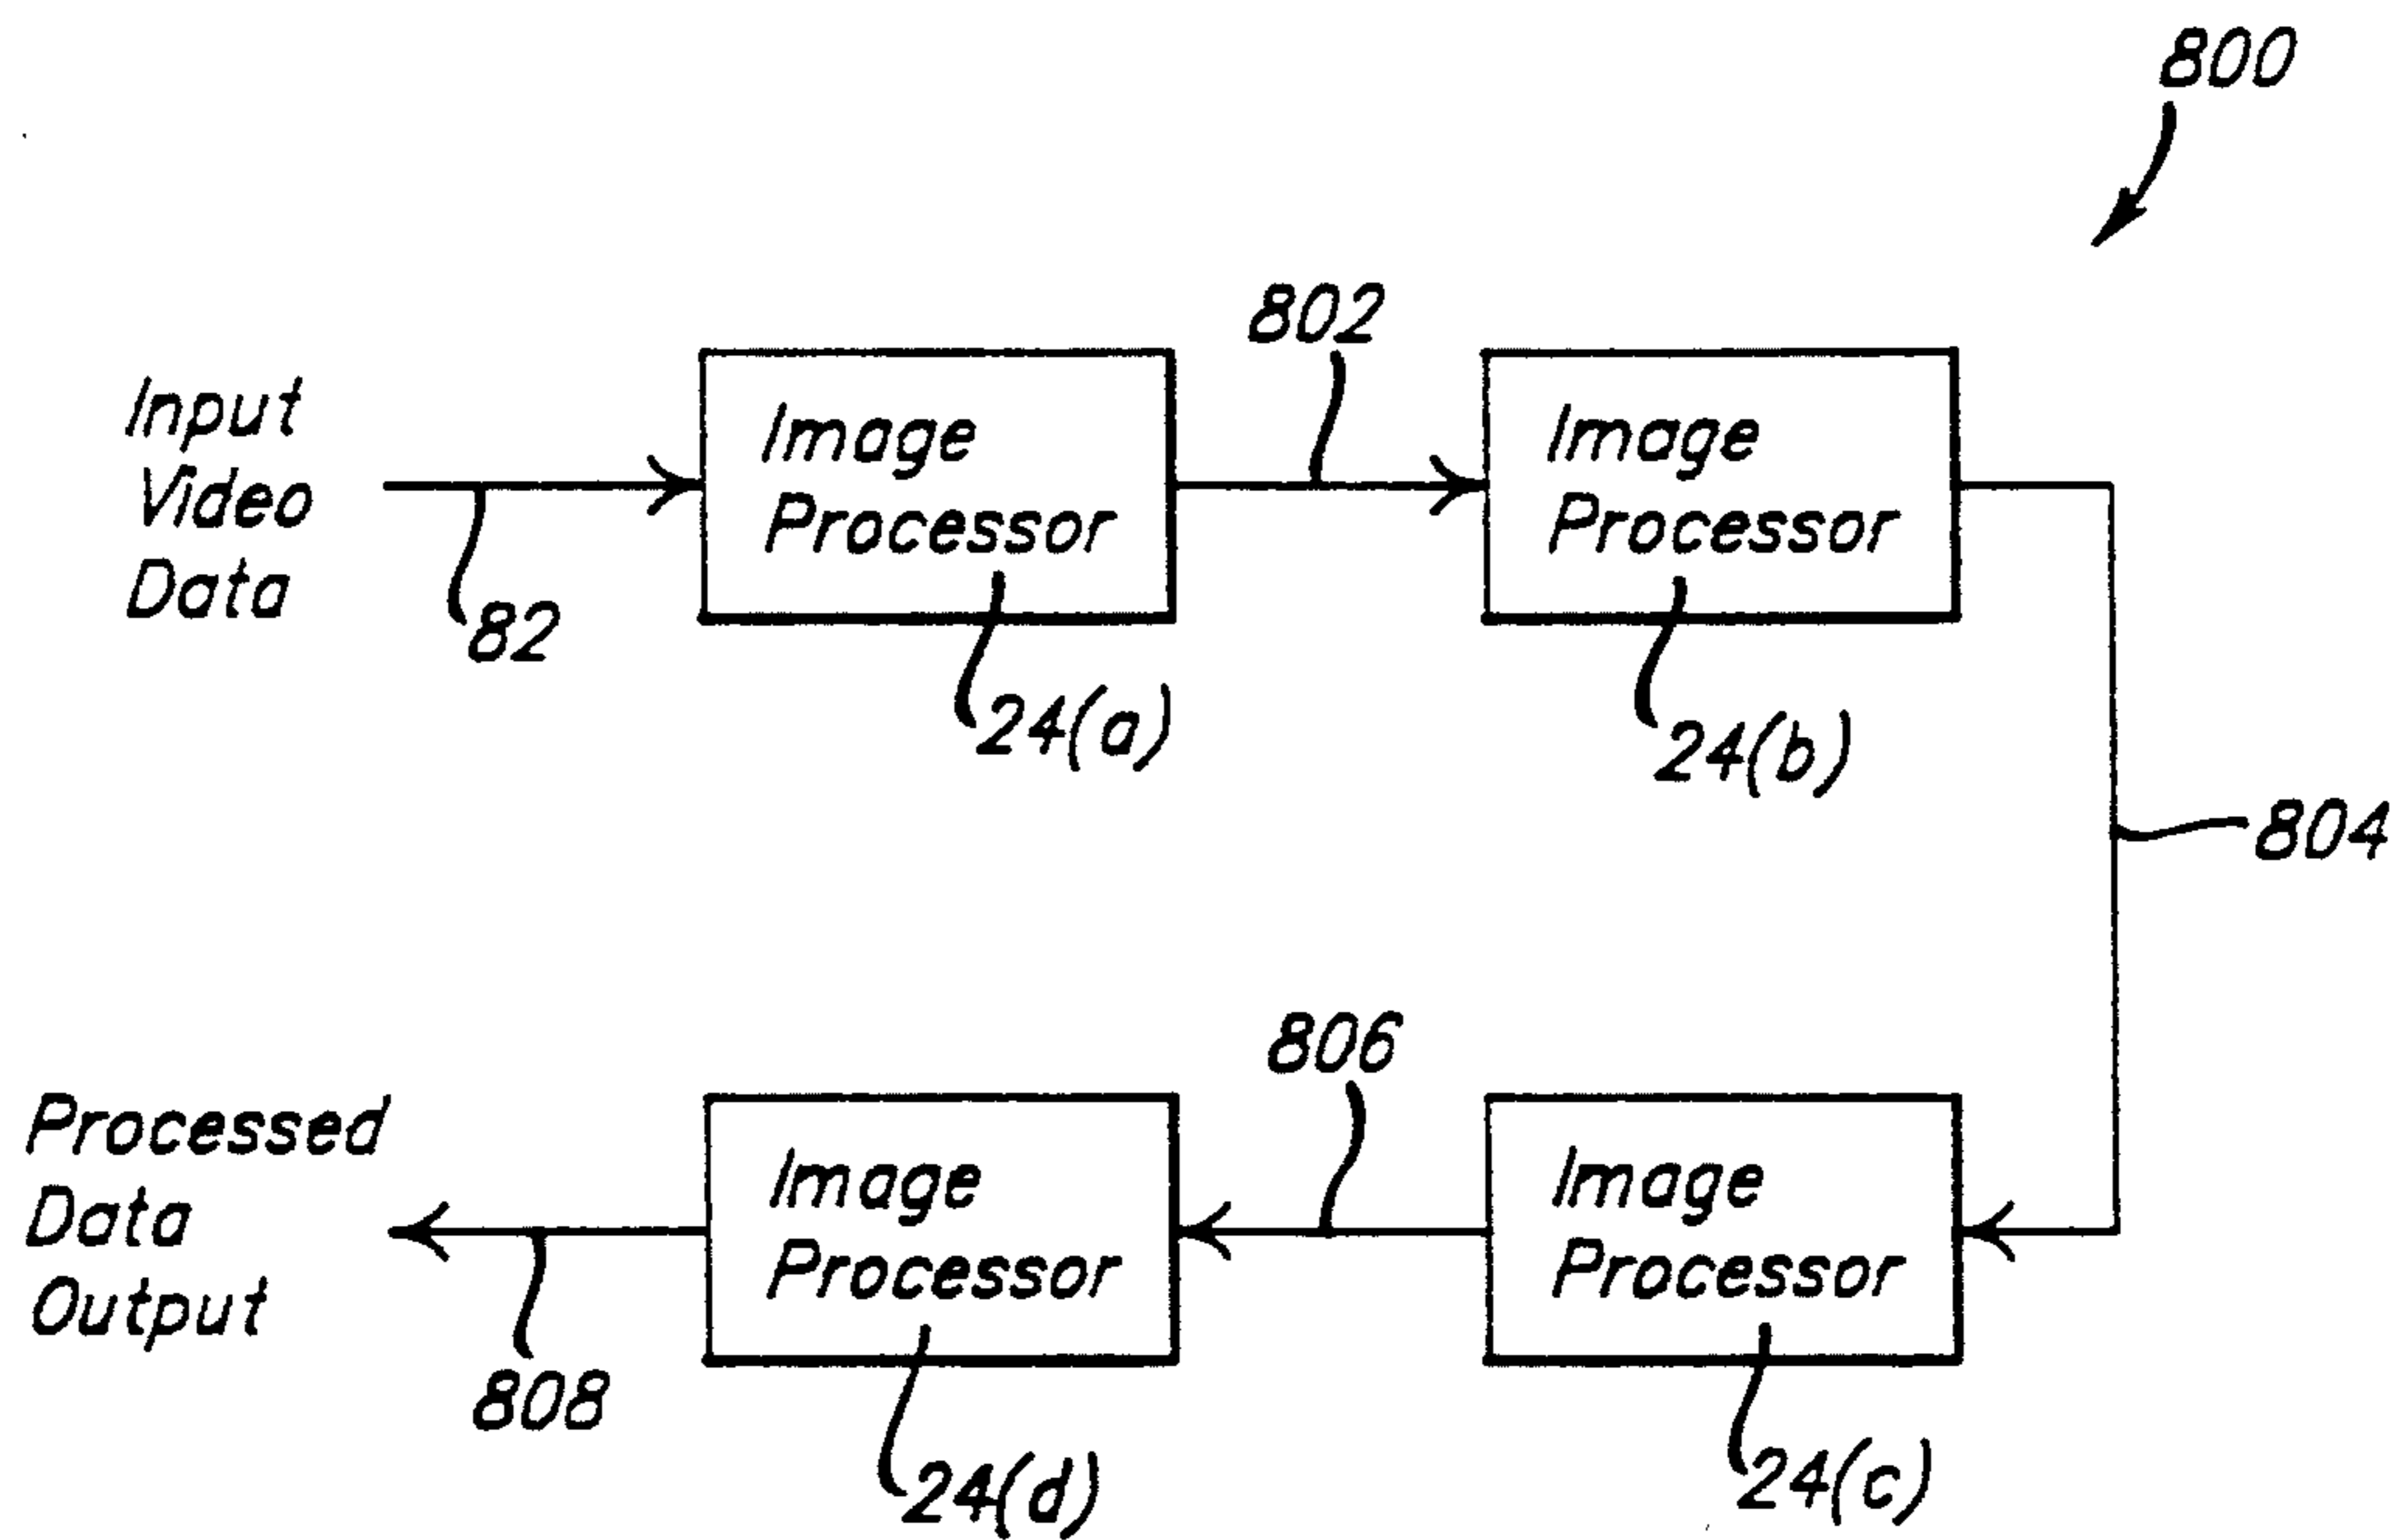 800
802
Input
Video
Data
82
Image
Processor
24(a)
Image
Processor
24(b)
804
806
Image
Processor
24(c)
Image
Processor
24(d)
Processed
Data
Output
808